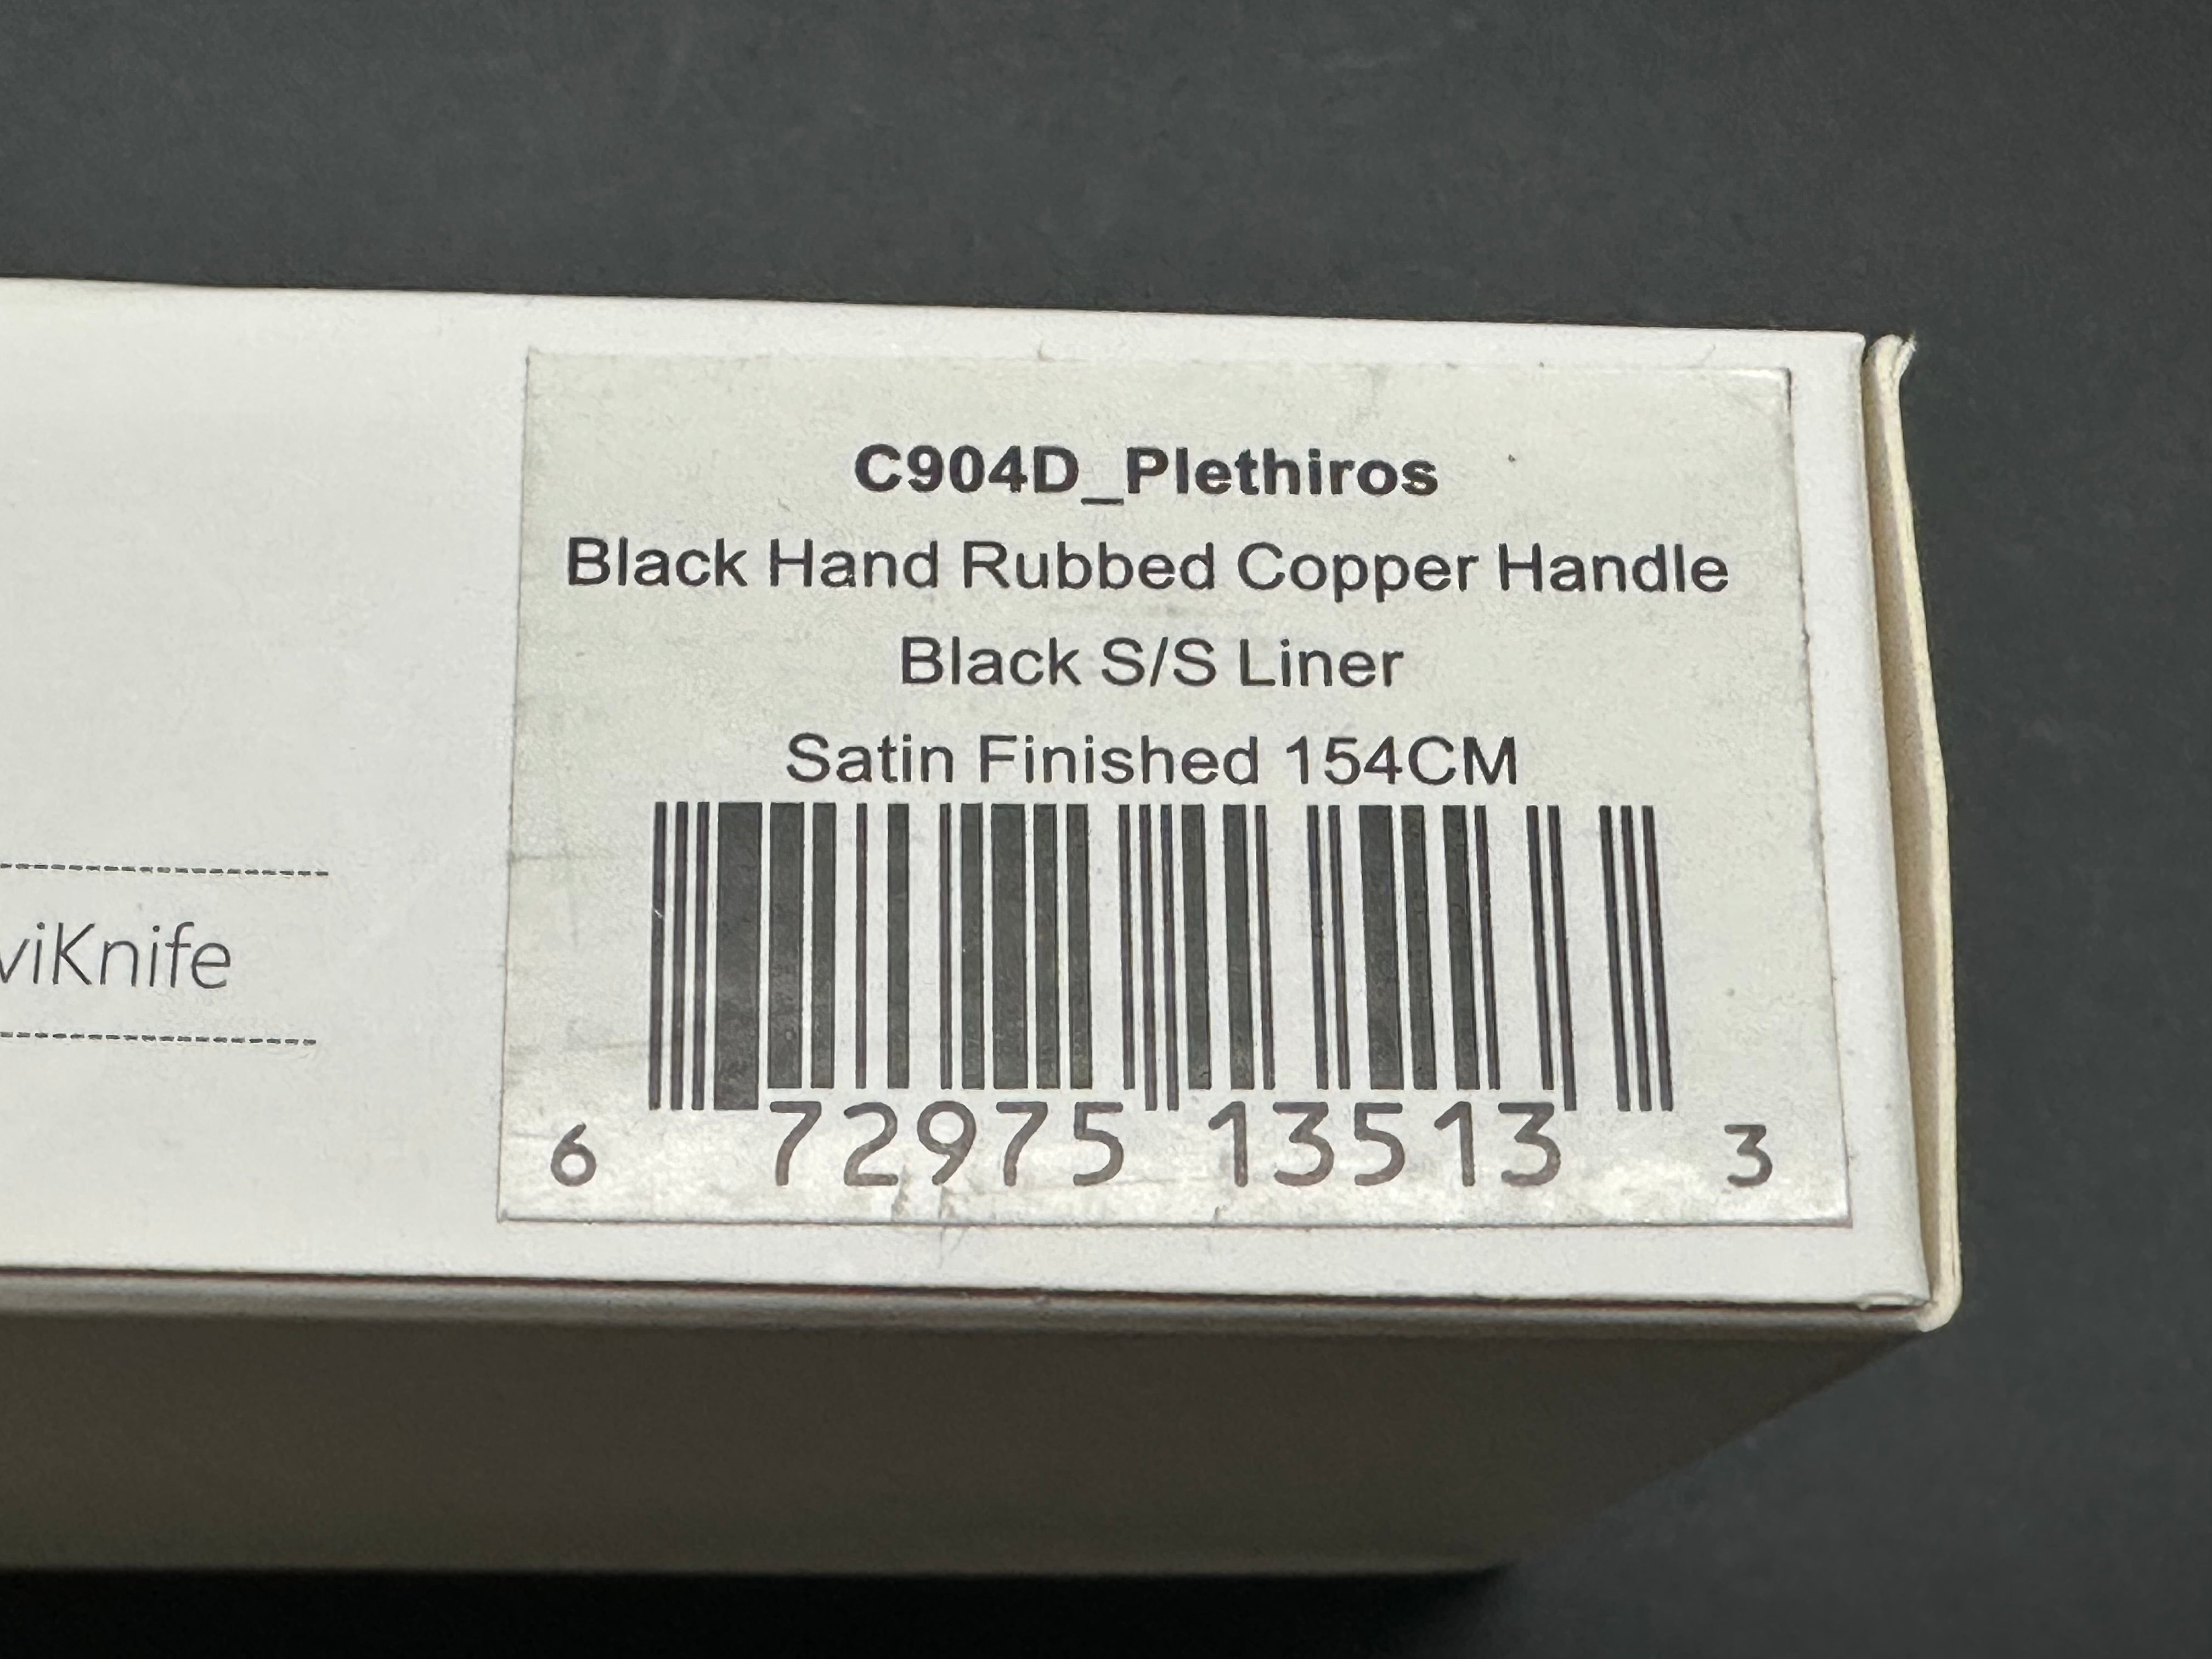 C904D_Plethiros
Black Hand Rubbed Copper Handle
Black S/S Liner
Satin Finished 154CM
6 72975 13513 3
viKnife